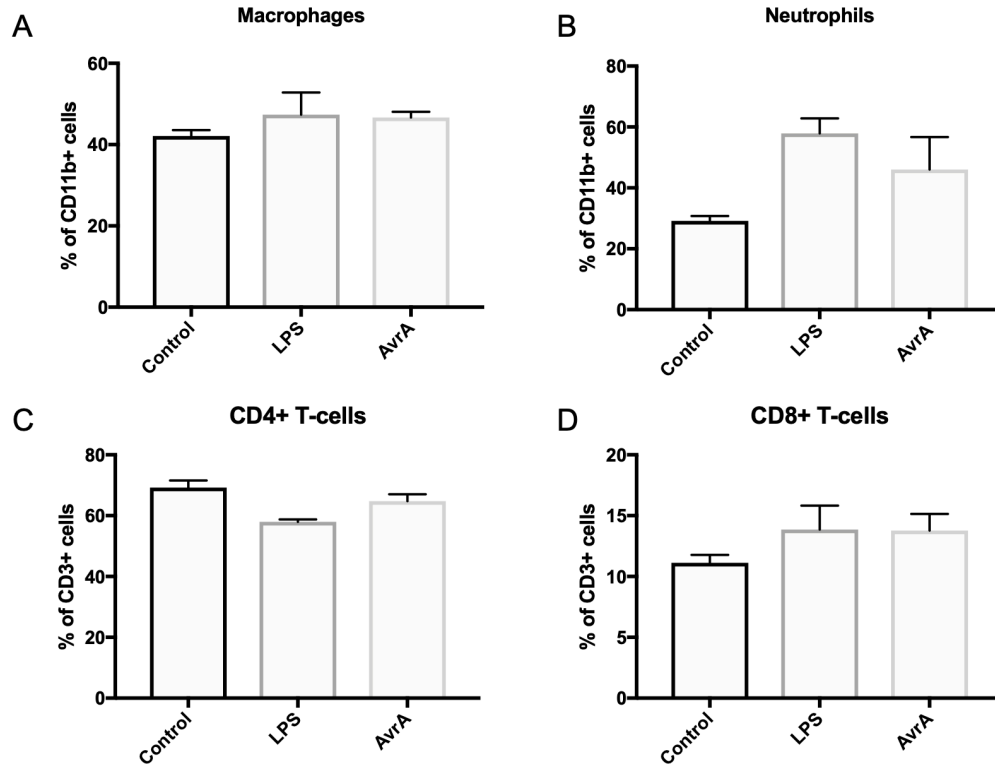 A
Macrophages
% of CD11b+ cells
60
40
20
0
Control
LPS
AvrA
B
Neutrophils
% of CD11b+ cells
80
60
40
20
0
Control
LPS
AvrA
C
CD4+ T-cells
% of CD3+ cells
80
60
40
20
0
Control
LPS
AvrA
D
CD8+ T-cells
% of CD3+ cells
20
15
10
5
0
Control
LPS
AvrA